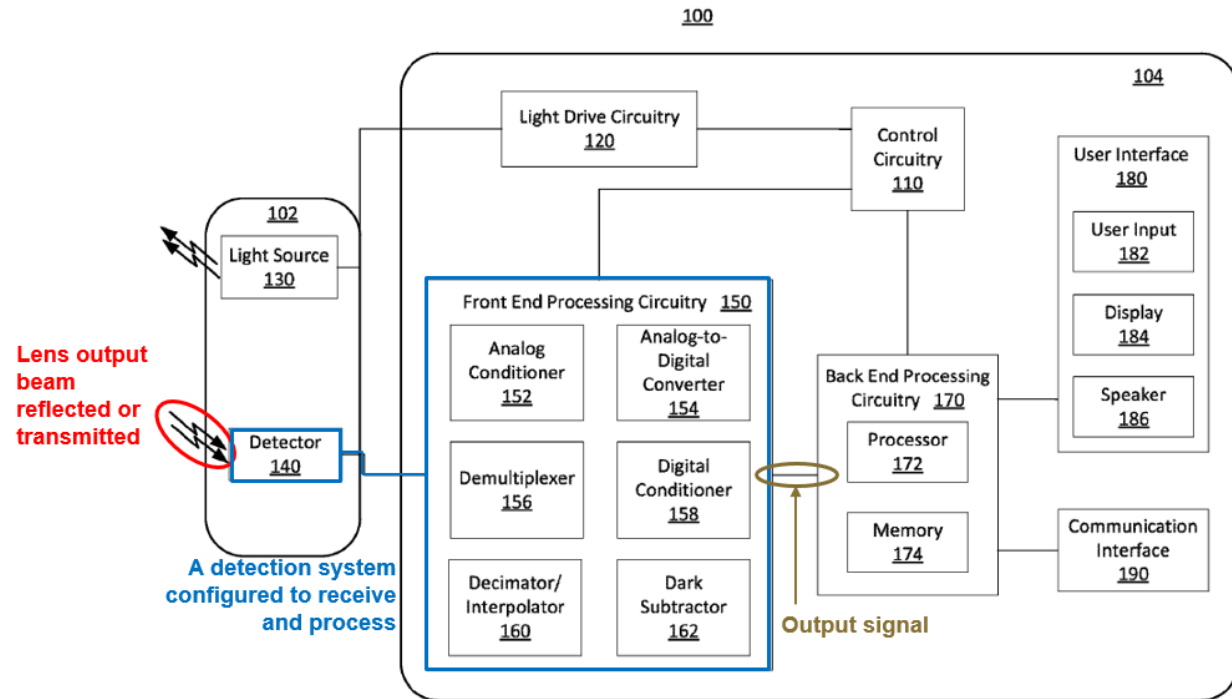 100
104
Light Drive Circuitry
120
Control
Circuitry
110
User Interface
180
User Input
182
Display
184
Speaker
186
102
Light Source
130
Lens output
beam
reflected or
transmitted
Detector
140
A detection system
configured to receive
and process
Front End Processing Circuitry 150
Analog
Conditioner
152
Analog-to-
Digital
Converter
154
Demultiplexer
156
Digital
Conditioner
158
Decimator/
Interpolator
160
Dark
Subtractor
162
Output signal
Back End Processing
Circuitry 170
Processor
172
Memory
174
Communication
Interface
190